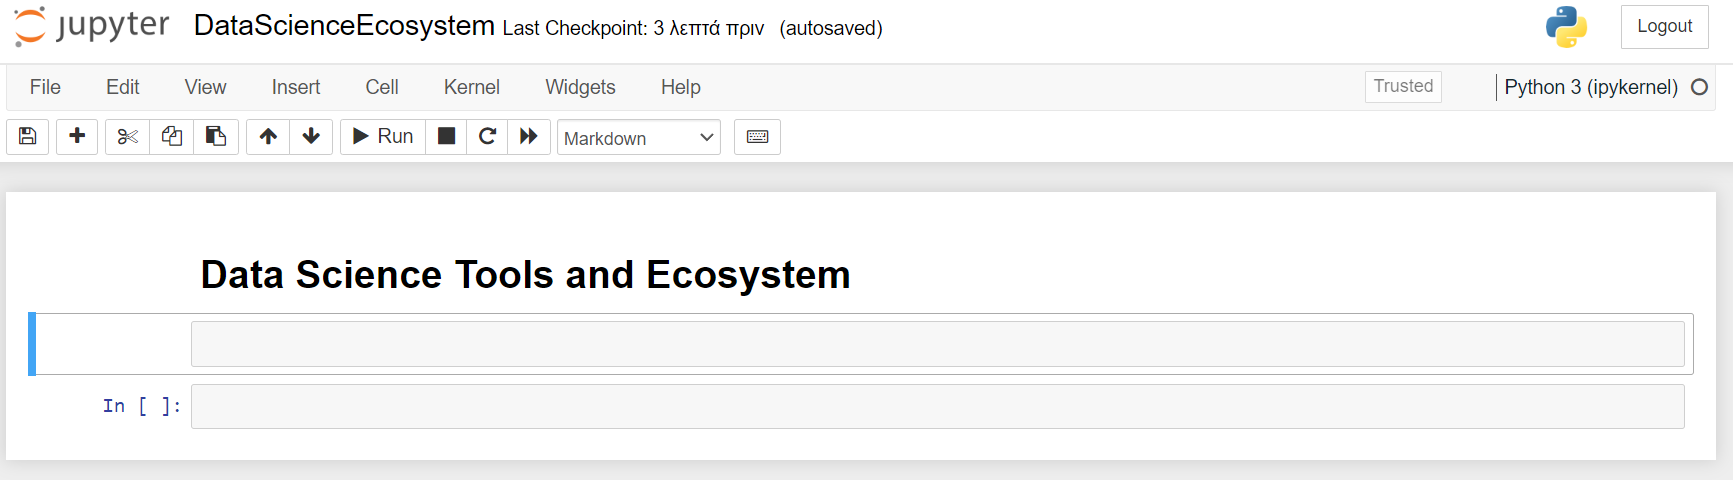 jupyter DataScienceEcosystem Last Checkpoint: 3 λεπτά πριν (autosaved) Logout
File Edit View Insert Cell Kernel Widgets Help Trusted Python 3 (ipykernel)
Run Markdown
Data Science Tools and Ecosystem
In [ ]: